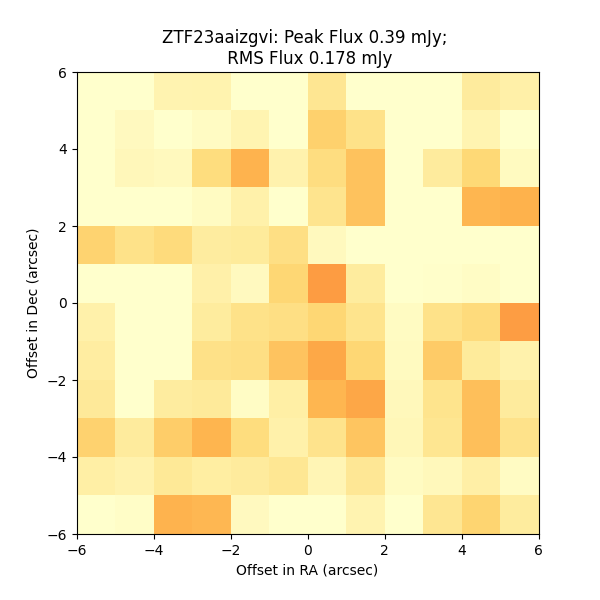 ZTF23aaizgvi: Peak Flux 0.39 mJy;
RMS Flux 0.178 mJy
6
4
2
0
−2
−4
−6
Offset in Dec (arcsec)
−6 −4 −2 0 2 4 6
Offset in RA (arcsec)